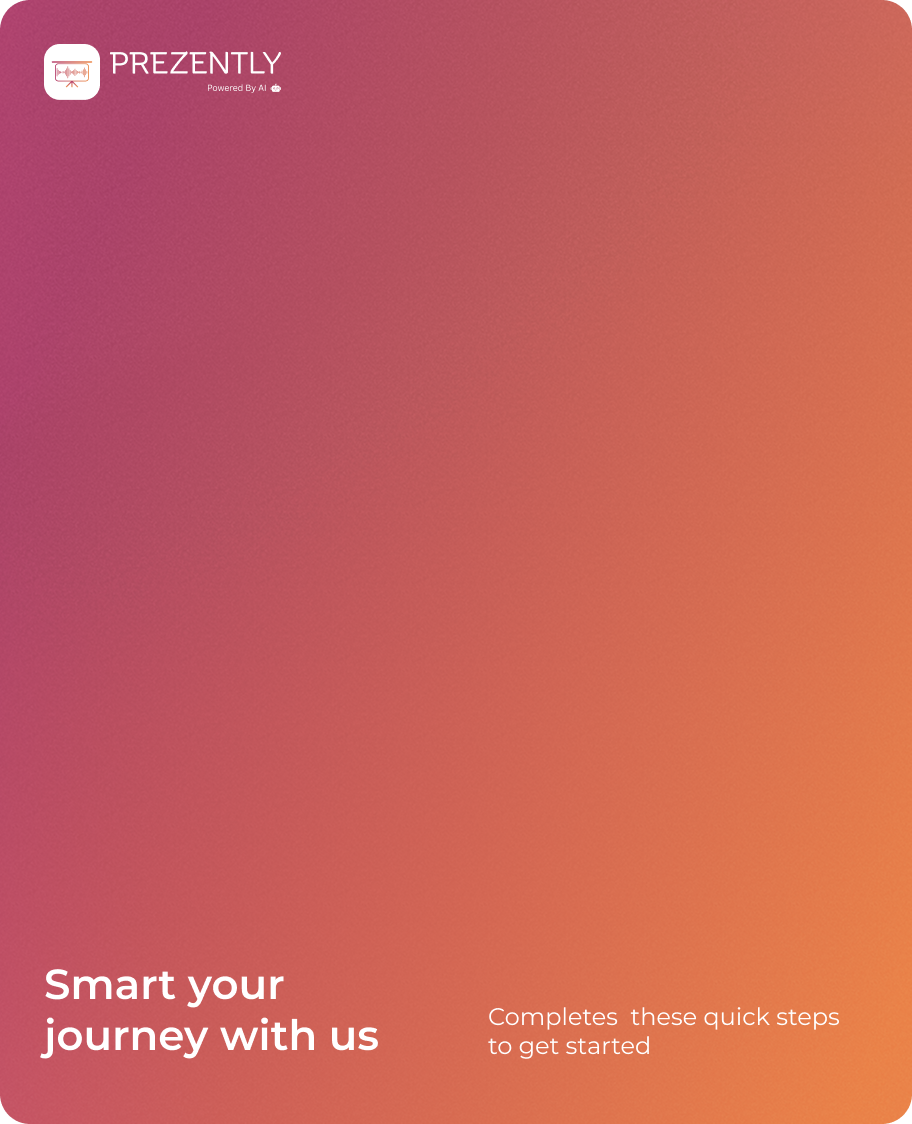 PREZENTLY
Powered By AI
Smart your
journey with us
Completes  these quick steps
to get started